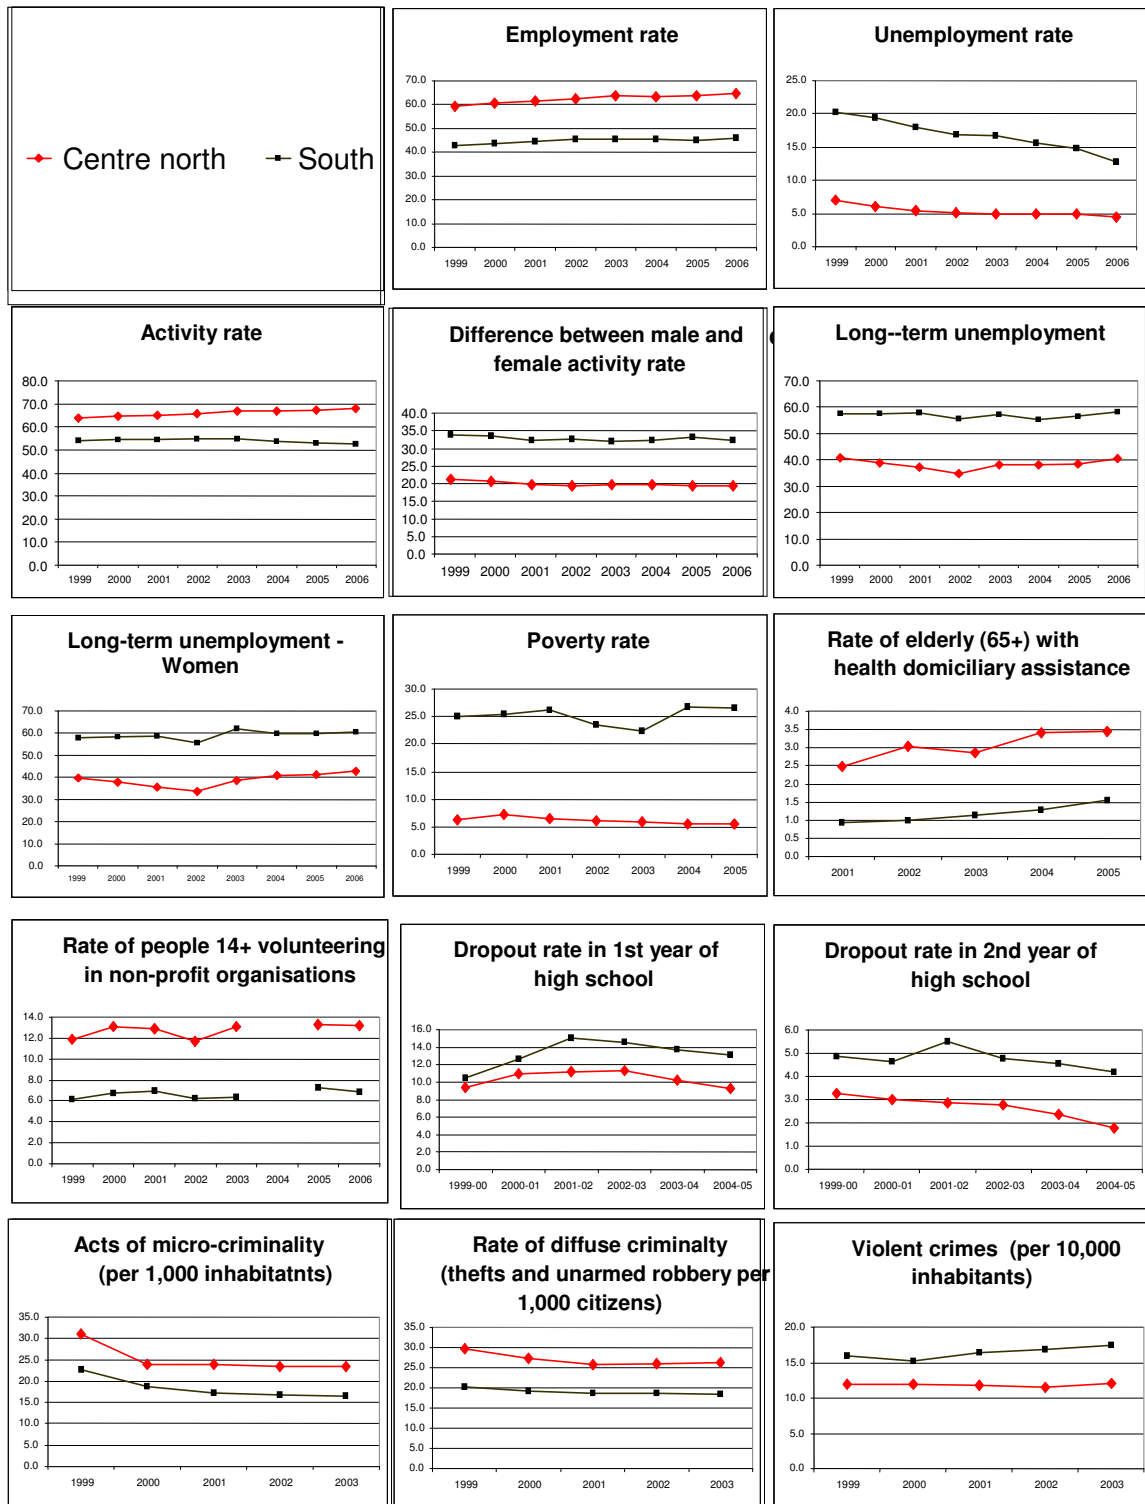 Centre north South
Employment rate
70.0
60.0
50.0
40.0
30.0
20.0
10.0
0.0
1999 2000 2001 2002 2003 2004 2005 2006
Unemployment rate
25.0
20.0
15.0
10.0
5.0
0.0
1999 2000 2001 2002 2003 2004 2005 2006
Activity rate
80.0
70.0
60.0
50.0
40.0
30.0
20.0
10.0
0.0
1999 2000 2001 2002 2003 2004 2005 2006
Difference between male and
female activity rate
40.0
35.0
30.0
25.0
20.0
15.0
10.0
5.0
0.0
1999 2000 2001 2002 2003 2004 2005 2006
Long--term unemployment
70.0
60.0
50.0
40.0
30.0
20.0
10.0
0.0
1999 2000 2001 2002 2003 2004 2005 2006
Long-term unemployment -
Women
70.0
60.0
50.0
40.0
30.0
20.0
10.0
0.0
1999 2000 2001 2002 2003 2004 2005 2006
Poverty rate
30.0
25.0
20.0
15.0
10.0
5.0
0.0
1999 2000 2001 2002 2003 2004 2005
Rate of elderly (65+) with
health domiciliary assistance
4.0
3.5
3.0
2.5
2.0
1.5
1.0
0.5
0.0
2001 2002 2003 2004 2005
Rate of people 14+ volunteering
in non-profit organisations
14.0
12.0
10.0
8.0
6.0
4.0
2.0
0.0
1999 2000 2001 2002 2003 2005 2006
Dropout rate in 1st year of
high school
16.0
14.0
12.0
10.0
8.0
6.0
4.0
2.0
0.0
1999-00 2000-01 2001-02 2002-03 2003-04 2004-05
Dropout rate in 2nd year of
high school
6.0
5.0
4.0
3.0
2.0
1.0
0.0
1999-00 2000-01 2001-02 2002-03 2003-04 2004-05
Acts of micro-criminality
(per 1,000 inhabitatnts)
35.0
30.0
25.0
20.0
15.0
10.0
5.0
0.0
1999 2000 2001 2002 2003
Rate of diffuse criminalty
(thefts and unarmed robbery per
1,000 citizens)
35.0
30.0
25.0
20.0
15.0
10.0
5.0
0.0
1999 2000 2001 2002 2003
Violent crimes (per 10,000
inhabitants)
20.0
15.0
10.0
5.0
0.0
1999 2000 2001 2002 2003